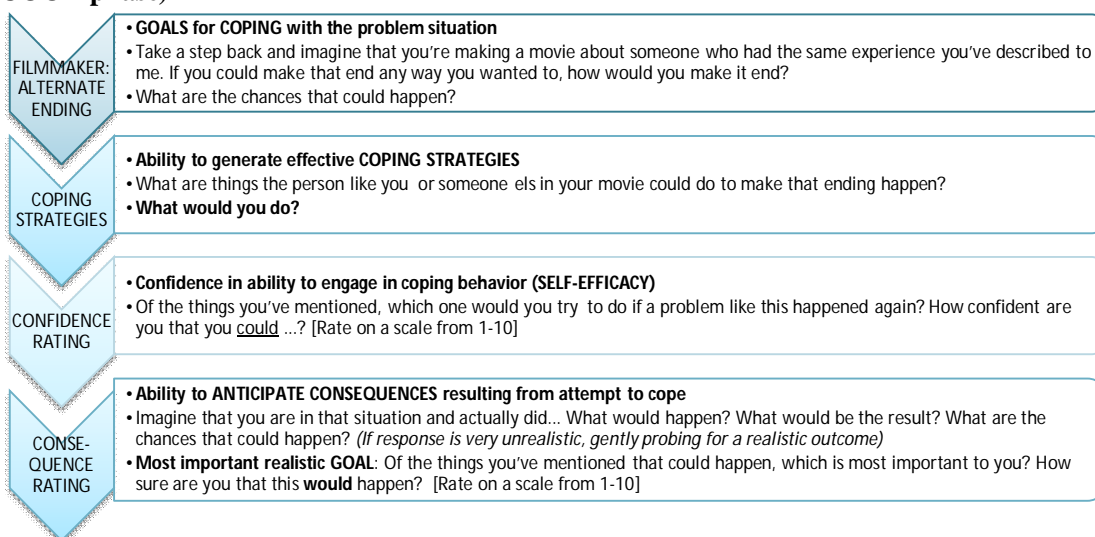 FILMMAKER:
ALTERNATE
ENDING
• GOALS for COPING with the problem situation
• Take a step back and imagine that you're making a movie about someone who had the same experience you've described to
me. If you could make that end any way you wanted to, how would you make it end?
• What are the chances that could happen?
COPING
STRATEGIES
• Ability to generate effective COPING STRATEGIES
• What are things the person like you or someone els in your movie could do to make that ending happen?
• What would you do?
CONFIDENCE
RATING
• Confidence in ability to engage in coping behavior (SELF-EFFICACY)
• Of the things you've mentioned, which one would you try to do if a problem like this happened again? How confident are
you that you could ...? [Rate on a scale from 1-10]
CONSE-
QUENCE
RATING
• Ability to ANTICIPATE CONSEQUENCES resulting from attempt to cope
• Imagine that you are in that situation and actually did... What would happen? What would be the result? What are the
chances that could happen? (If response is very unrealistic, gently probing for a realistic outcome)
• Most important realistic GOAL: Of the things you've mentioned that could happen, which is most important to you? How
sure are you that this would happen? [Rate on a scale from 1-10]